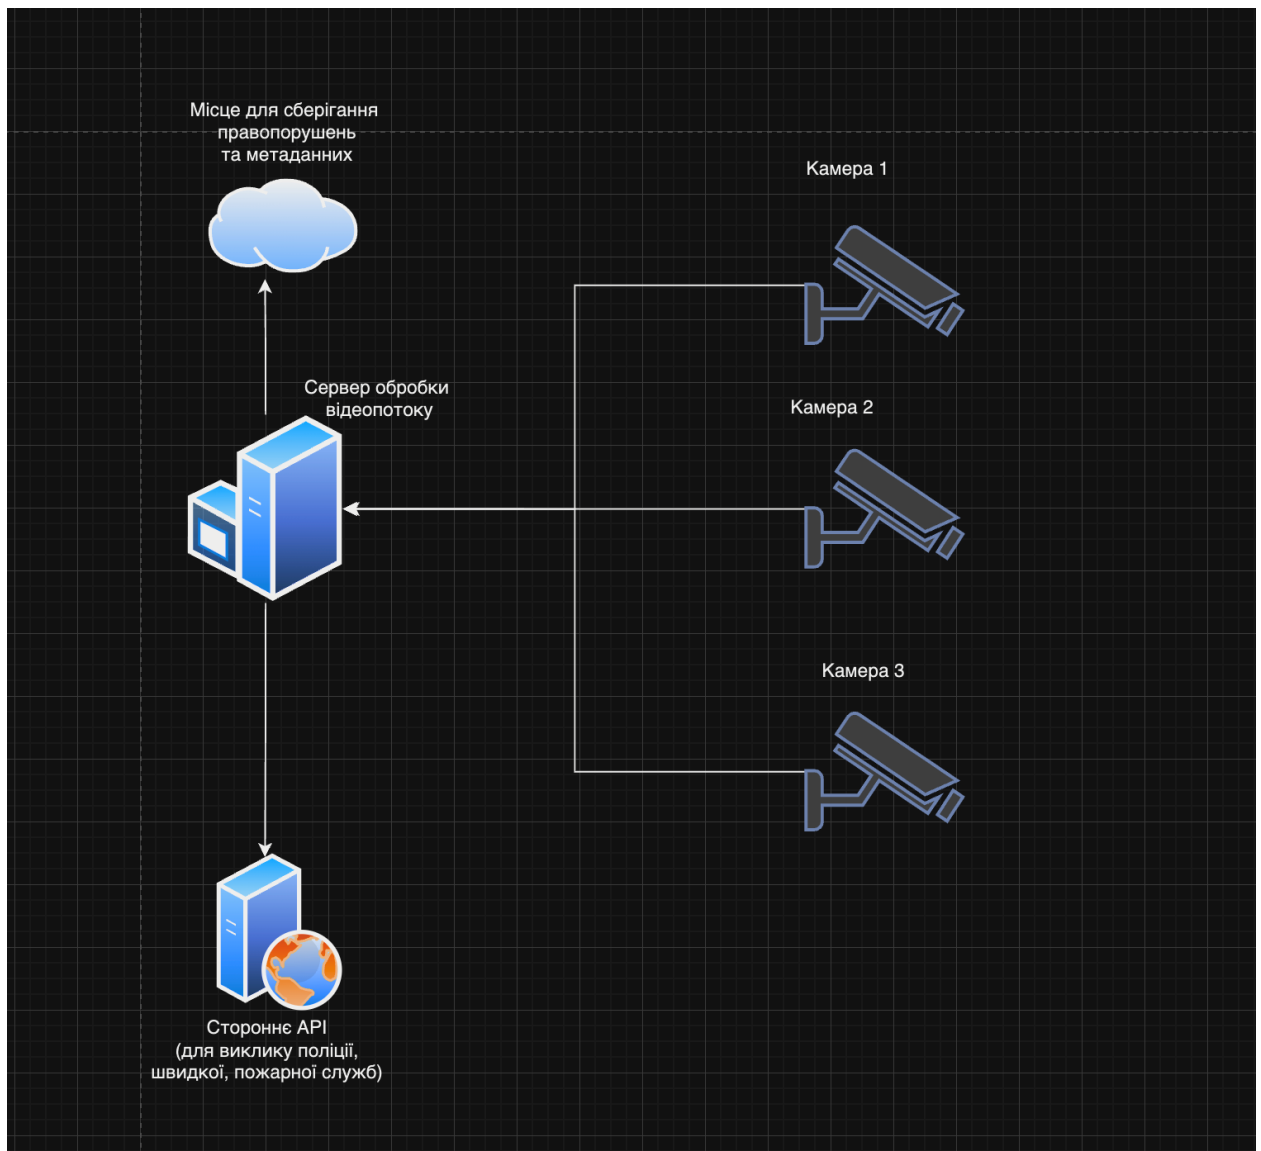 Місце для сберігання
правопорушень
та метаданних
Камера 1
Сервер обробки
відеопотоку
Камера 2
Камера 3
Стороннє API
(для виклику поліції,
швидкої, пожарної служб)